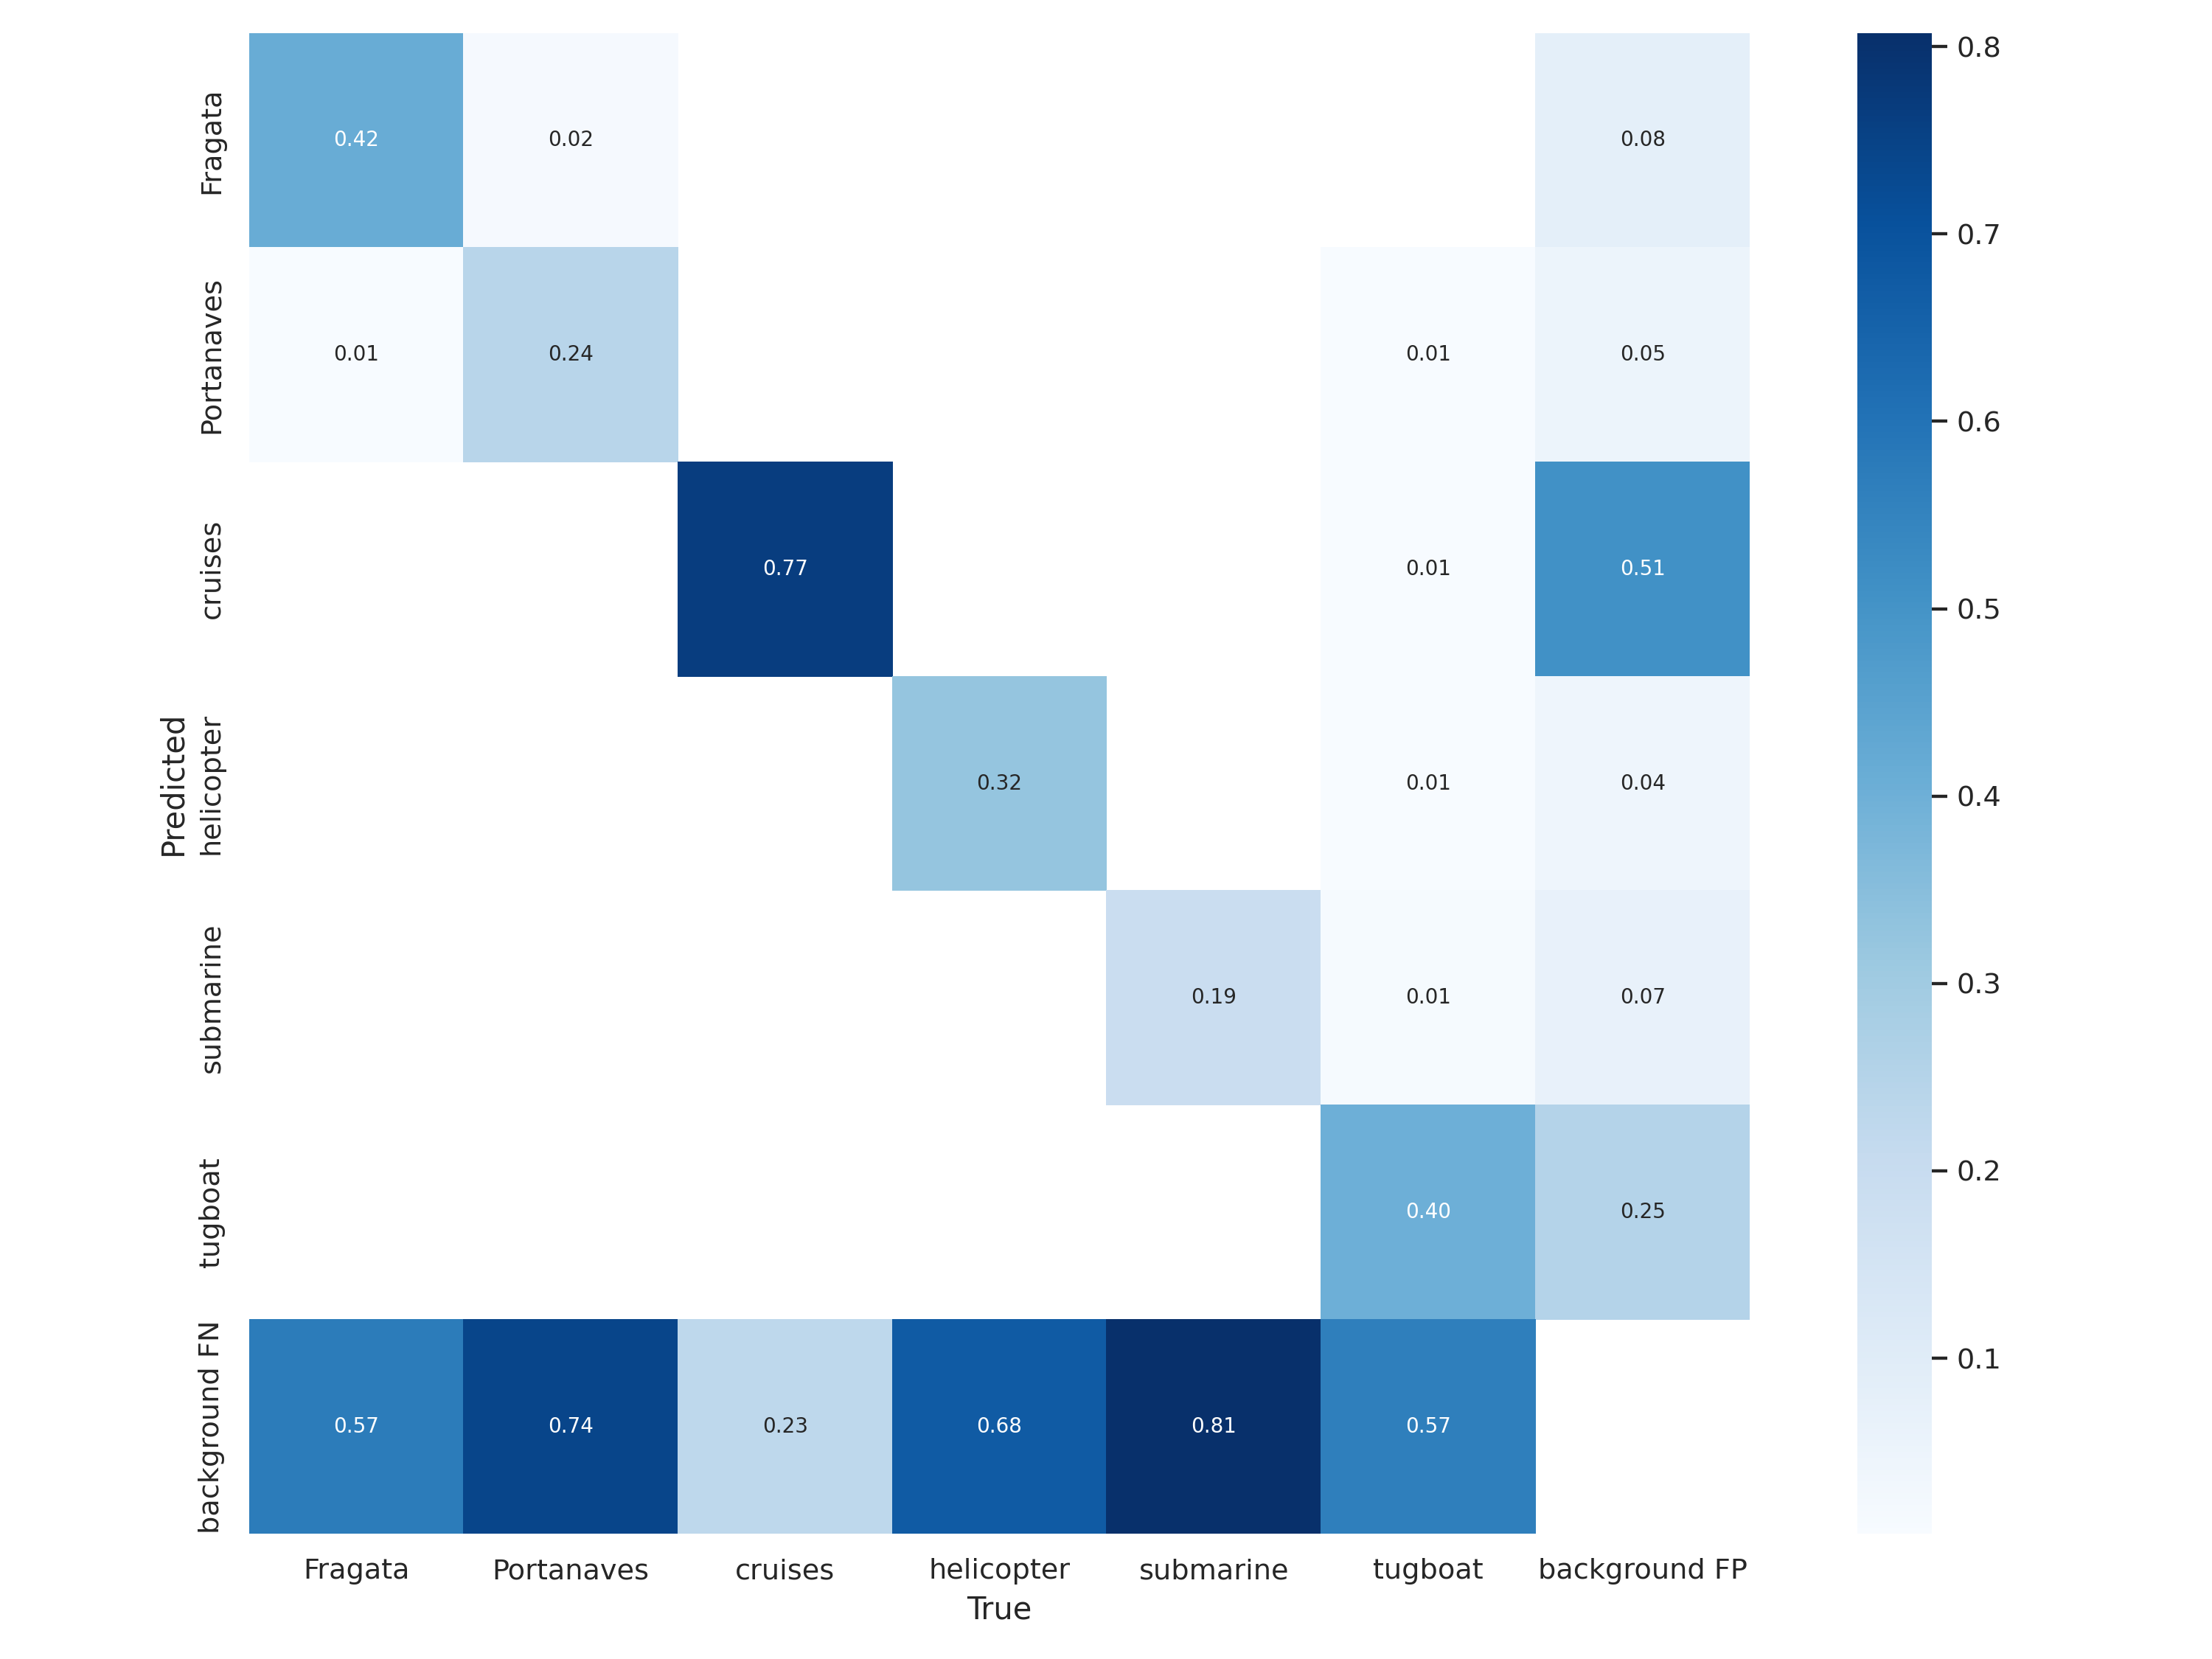 Predicted
Fragata
0.42 0.02 0.08
Portanaves
0.01 0.24 0.01 0.05
cruises
0.77 0.01 0.51
helicopter
0.32 0.01 0.04
submarine
0.19 0.01 0.07
tugboat
0.40 0.25
background FN
0.57 0.74 0.23 0.68 0.81 0.57
Fragata Portanaves cruises helicopter submarine tugboat background FP
True
0.8
0.7
0.6
0.5
0.4
0.3
0.2
0.1